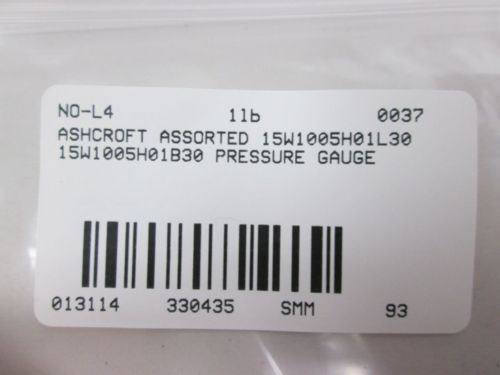 NO-L4 1lb 0037
ASHCROFT ASSORTED 15W1005H01L30
15W1005H01B30 PRESSURE GAUGE
013114 330435 SMM 93